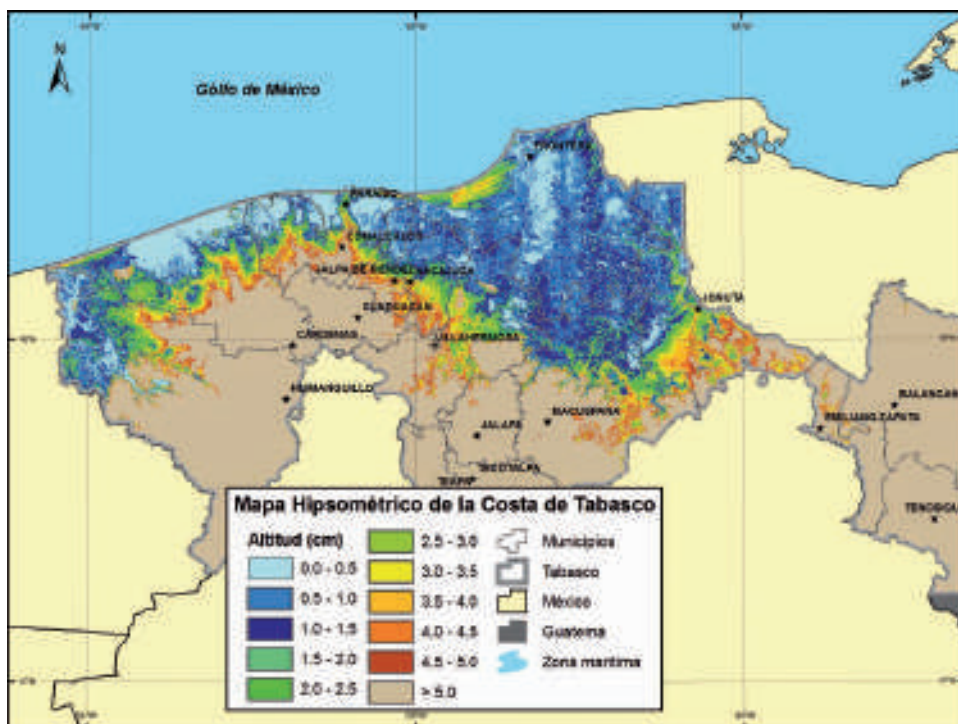 N
Golfo de México
FRONTERA
PARAISO
COMALCALCO
JALPA DE MENDEZ NACAJUCA
CUNDUACAN
CARDENAS
VILLAHERMOSA
HUIMANGUILLO
JONUTA
BALANCAN
EMILIANO ZAPATA
MACUSPANA
JALAPA
TACOTALPA
TEAPA
Mapa Hipsométrico de la Costa de Tabasco
Altitud (cm)
0.0 - 0.5
0.5 - 1.0
1.0 - 1.5
1.5 - 2.0
2.0 - 2.5
2.5 - 3.0
3.0 - 3.5
3.5 - 4.0
4.0 - 4.5
4.5 - 5.0
> 5.0
Municipios
Tabasco
México
Guatema
Zona marítima